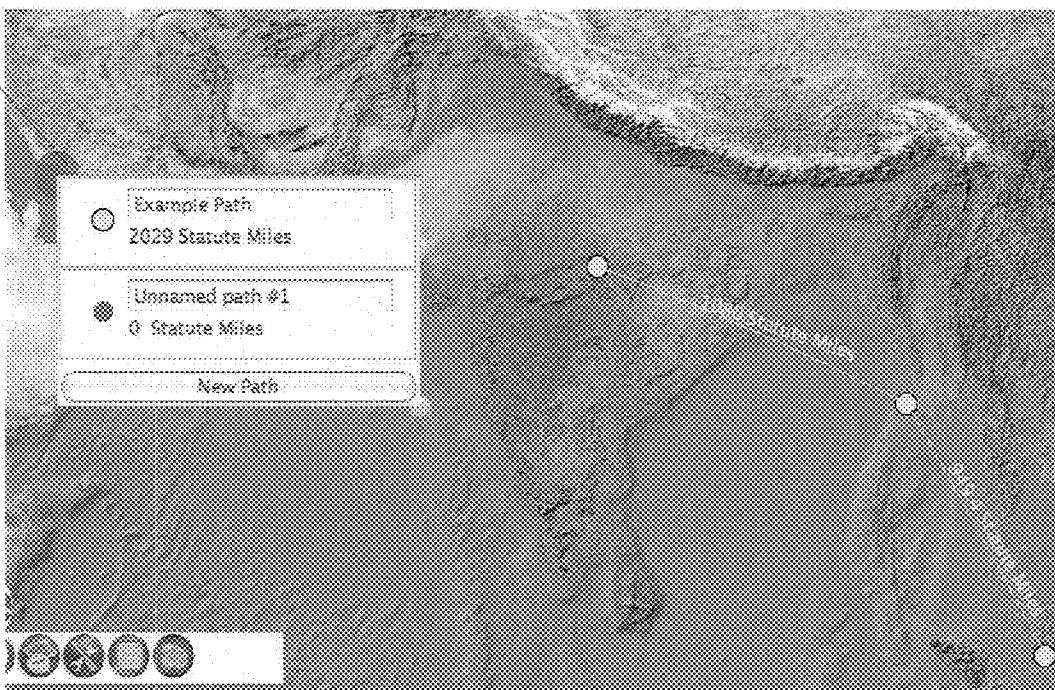 Example Path
2029 Statute Miles
Unnamed path #1
0 Statute Miles
New Path